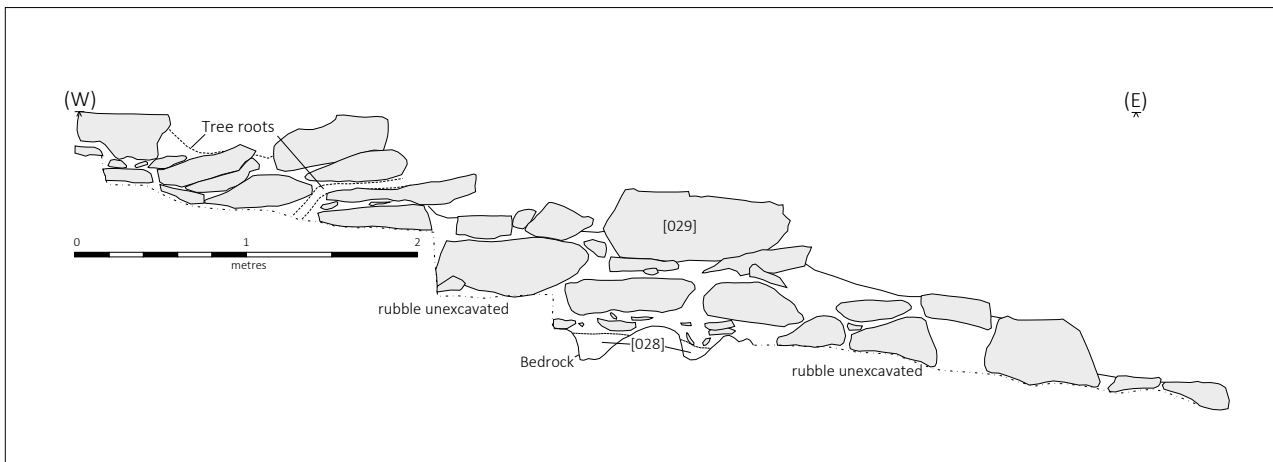 (W)
(E)
Tree roots
[029]
0 1 2
metres
rubble unexcavated
[028]
Bedrock
rubble unexcavated